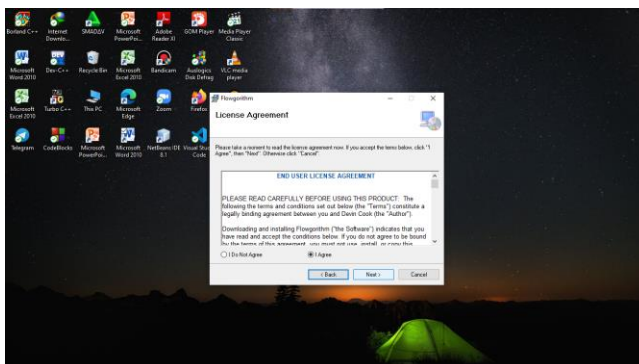 Borland C++
Internet Downlo...
SMADΔV
Microsoft PowerPoi...
Adobe Reader XI
GOM Player
Media Player Classic
Microsoft Word 2010
Dev-C++
Recycle Bin
Microsoft Excel 2010
Bandicam
Auslogics Disk Defrag
VLC media player
Microsoft Excel 2010
Turbo C++
This PC
Microsoft Edge
Zoom
Firefox
Telegram
CodeBlocks
Microsoft PowerPoi...
Microsoft Word 2010
NetBeans IDE 8.1
Visual Stu
Code
Flowgorithm
License Agreement
Please take a moment to read the license agreement now. If you accept the terms below, click "I
Agree", then "Next". Otherwise click "Cancel".
END USER LICENSE AGREEMENT
PLEASE READ CAREFULLY BEFORE USING THIS PRODUCT: The
following the terms and conditions set out below (the "Terms") constitute a
legally binding agreement between you and Devin Cook (the "Author").
Downloading and installing Flowgorithm ("the Software") indicates that you
have read and accept the conditions below. If you do not agree to be bound
by the terms of this agreement, you must not use, install, or copy this
I Do Not Agree
I Agree
< Back
Next >
Cancel